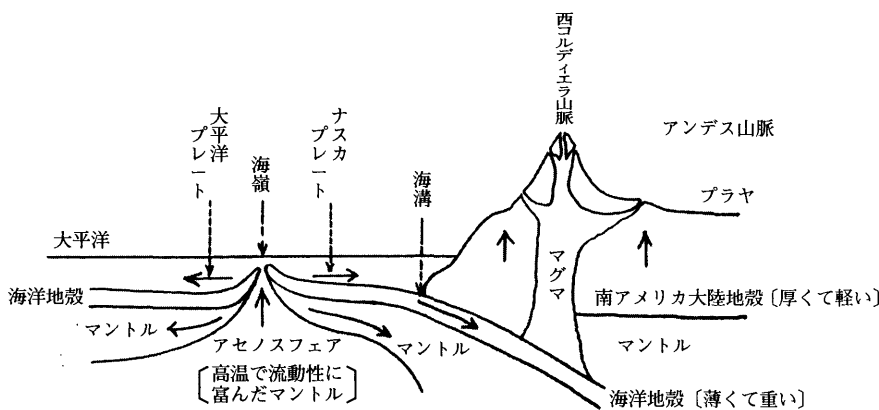 西コルディエラ山脈
アンデス山脈
大平洋
プレート
海嶺
ナスカ
プレート
海溝
プラヤ
大平洋
マグマ
海洋地殻
南アメリカ大陸地殻〔厚くて軽い〕
マントル
アセノスフェア
〔高温で流動性に
富んだマントル〕
マントル
マントル
海洋地殻〔薄くて重い〕